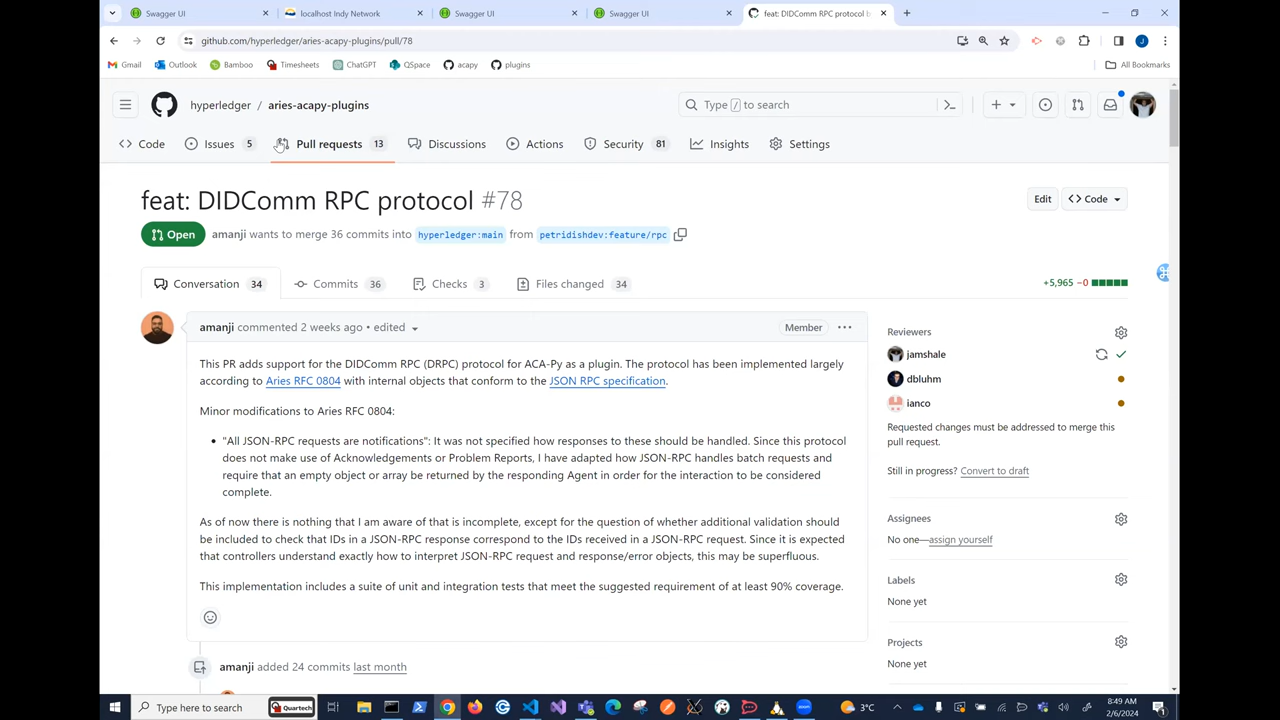 Swagger UI
localhost Indy Network
Swagger UI
Swagger UI
feat: DIDComm RPC protocol b
github.com/hyperledger/aries-acapy-plugins/pull/78
Gmail
Outlook
Bamboo
Timesheets
ChatGPT
QSpace
acapy
plugins
All Bookmarks
hyperledger / aries-acapy-plugins
Type / to search
Code
Issues 5
Pull requests 13
Discussions
Actions
Security 81
Insights
Settings
feat: DIDComm RPC protocol #78
Edit
Code
Open
amanji wants to merge 36 commits into hyperledger:main from petridishdev:feature/rpc
Conversation 34
Commits 36
Checks 3
Files changed 34
+5,965 −0
amanji commented 2 weeks ago • edited
Member
This PR adds support for the DIDComm RPC (DRPC) protocol for ACA-Py as a plugin. The protocol has been implemented largely
according to Aries RFC 0804 with internal objects that conform to the JSON RPC specification.
Minor modifications to Aries RFC 0804:
• "All JSON-RPC requests are notifications": It was not specified how responses to these should be handled. Since this protocol
does not make use of Acknowledgements or Problem Reports, I have adapted how JSON-RPC handles batch requests and
require that an empty object or array be returned by the responding Agent in order for the interaction to be considered
complete.
As of now there is nothing that I am aware of that is incomplete, except for the question of whether additional validation should
be included to check that IDs in a JSON-RPC response correspond to the IDs received in a JSON-RPC request. Since it is expected
that controllers understand exactly how to interpret JSON-RPC request and response/error objects, this may be superfluous.
This implementation includes a suite of unit and integration tests that meet the suggested requirement of at least 90% coverage.
amanji added 24 commits last month
Reviewers
jamshale
dbluhm
ianco
Requested changes must be addressed to merge this
pull request.
Still in progress? Convert to draft
Assignees
No one—assign yourself
Labels
None yet
Projects
None yet
Type here to search
Quartech
3°C
8:49 AM
2/6/2024